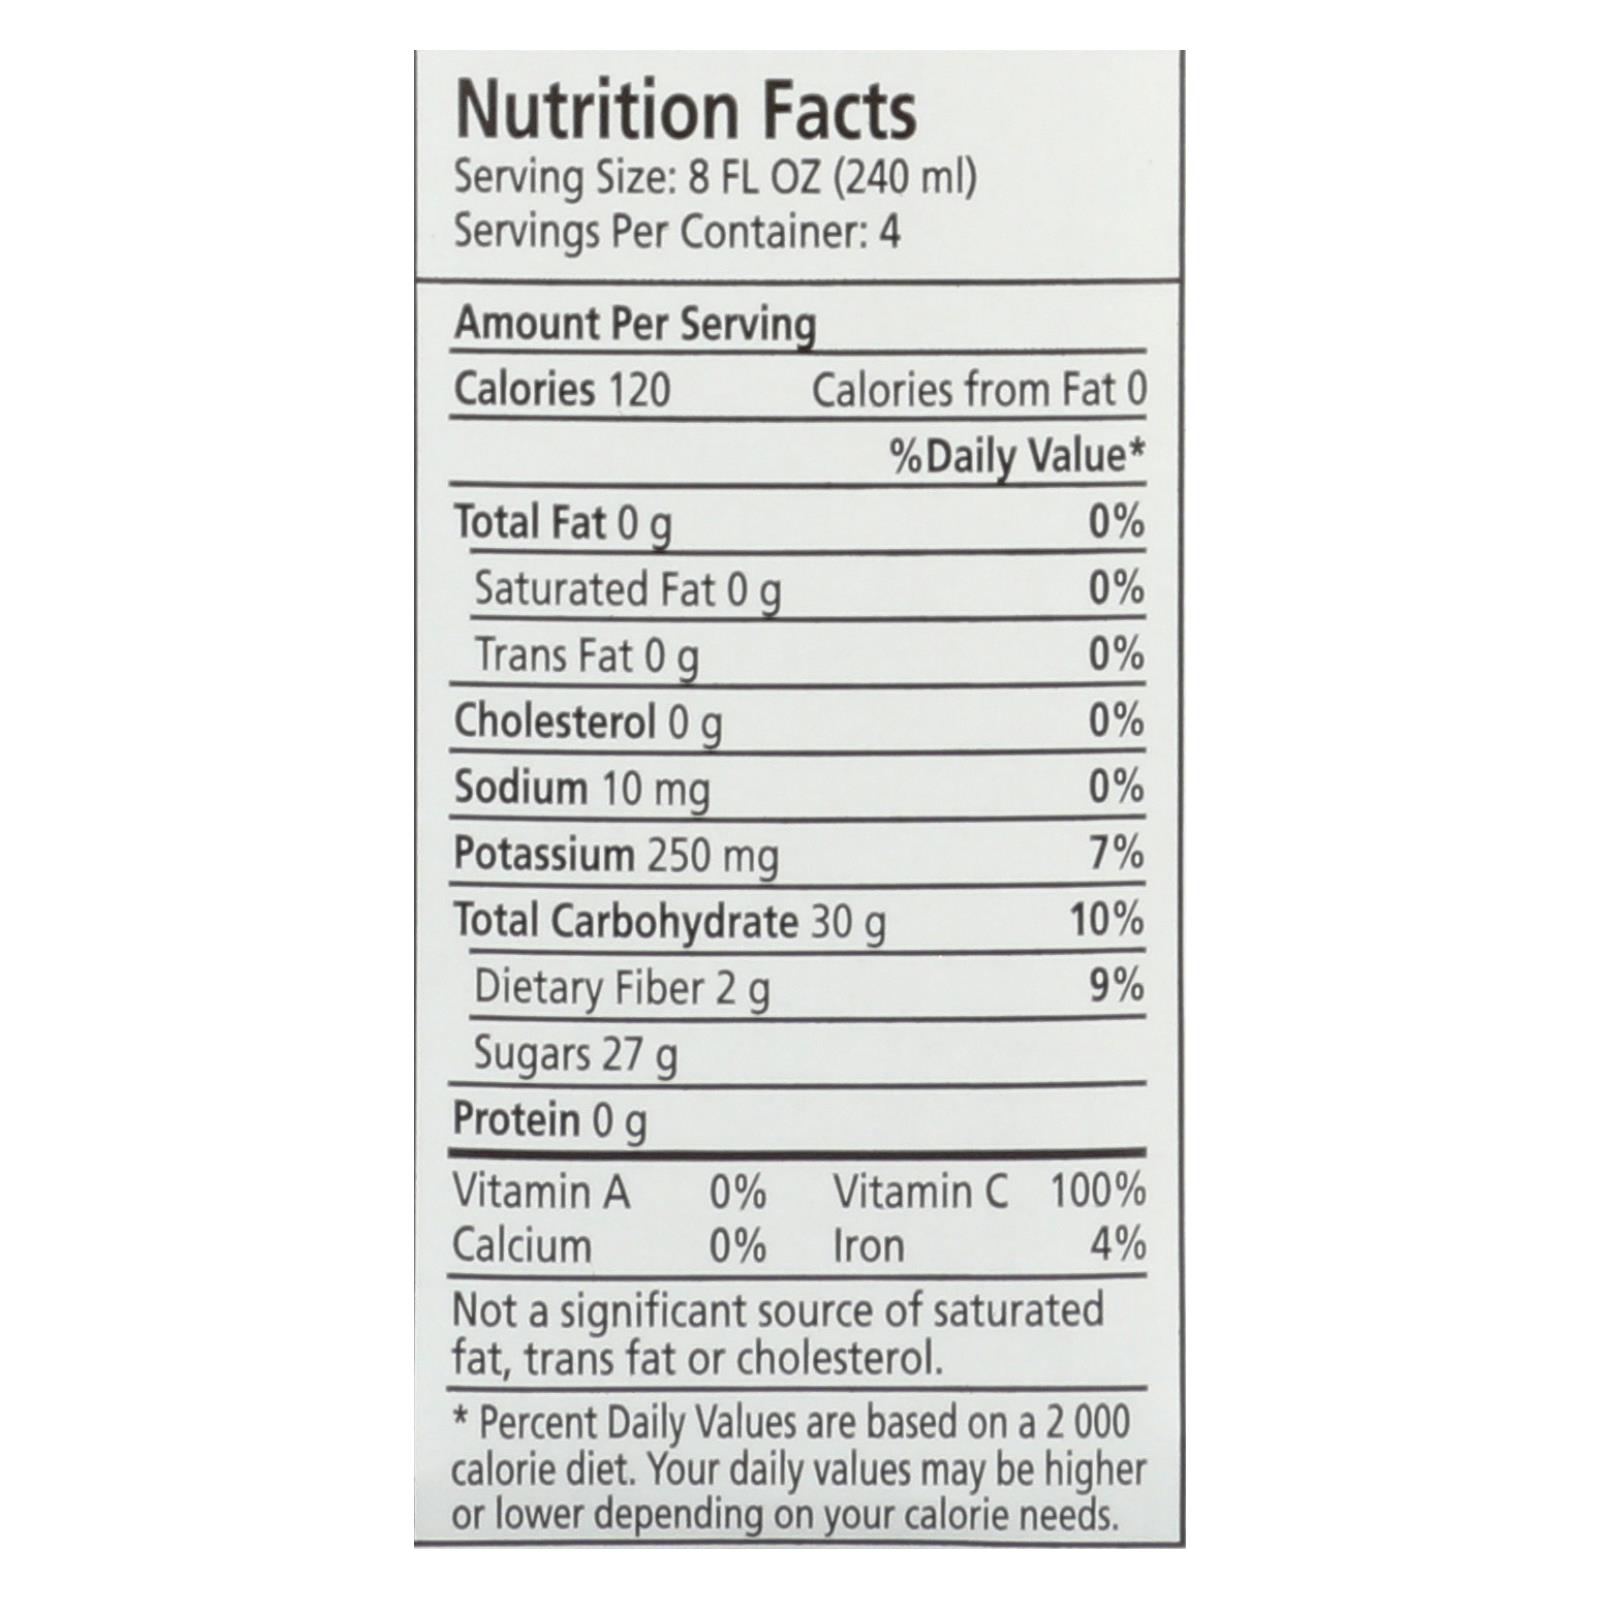 Nutrition Facts
Serving Size: 8 FL OZ (240 ml)
Servings Per Container: 4
Amount Per Serving
Calories 120 Calories from Fat 0
%Daily Value*
Total Fat 0 g 0%
Saturated Fat 0 g 0%
Trans Fat 0 g 0%
Cholesterol 0 g 0%
Sodium 10 mg 0%
Potassium 250 mg 7%
Total Carbohydrate 30 g 10%
Dietary Fiber 2 g 9%
Sugars 27 g
Protein 0 g
Vitamin A 0% Vitamin C 100%
Calcium 0% Iron 4%
Not a significant source of saturated
fat, trans fat or cholesterol.
* Percent Daily Values are based on a 2 000
calorie diet. Your daily values may be higher
or lower depending on your calorie needs.